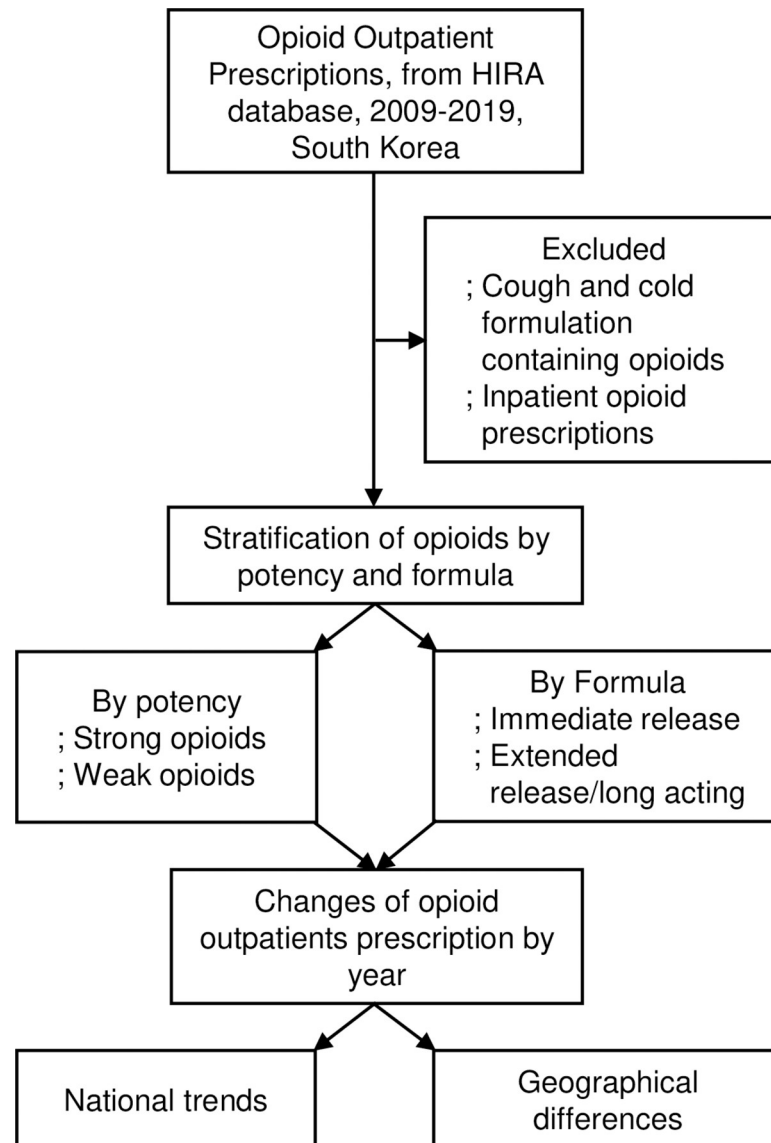 Opioid Outpatient
Prescriptions, from HIRA
database, 2009-2019,
South Korea
Excluded
; Cough and cold
formulation
containing opioids
; Inpatient opioid
prescriptions
Stratification of opioids by
potency and formula
By potency
; Strong opioids
; Weak opioids
By Formula
; Immediate release
; Extended
release/long acting
Changes of opioid
outpatients prescription by
year
National trends
Geographical
differences